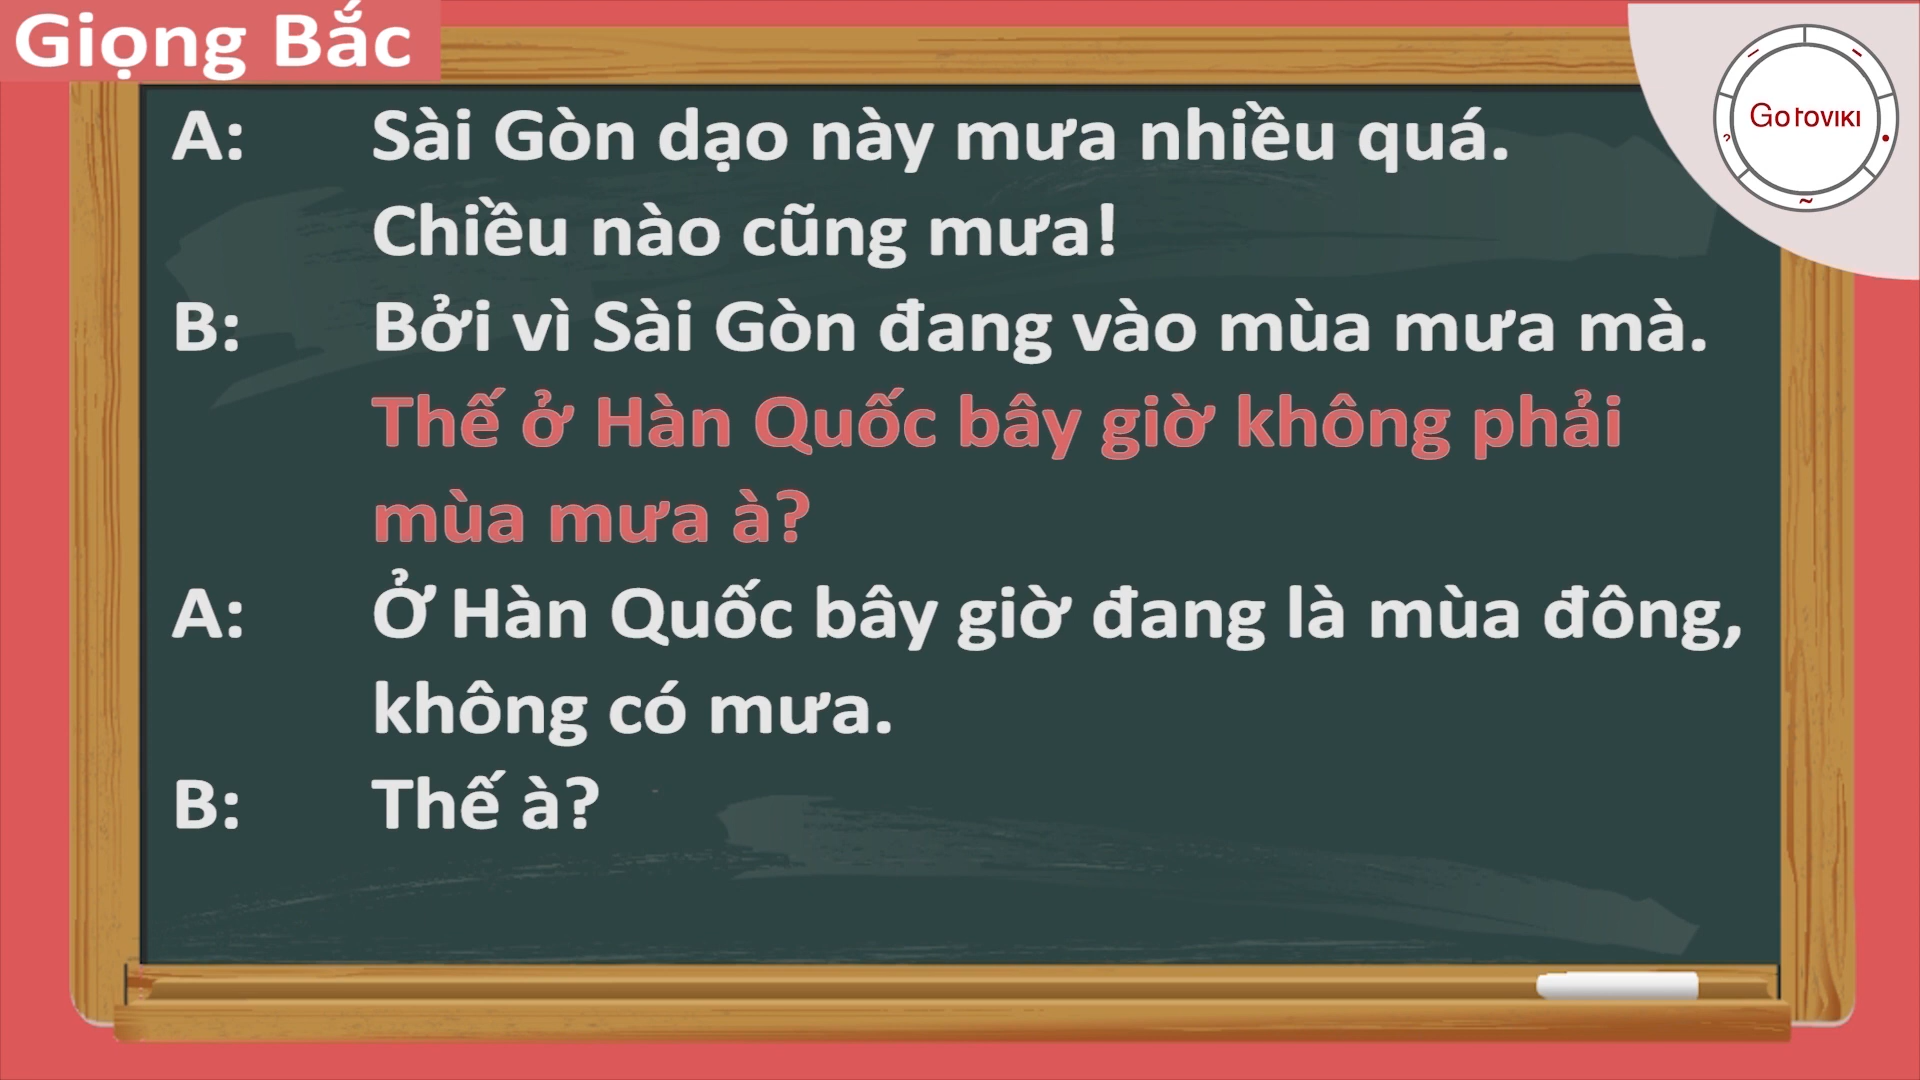 Giọng Bắc
Gotoviki
A: Sài Gòn dạo này mưa nhiều quá.
Chiều nào cũng mưa!
B: Bởi vì Sài Gòn đang vào mùa mưa mà.
Thế ở Hàn Quốc bây giờ không phải
mùa mưa à?
A: Ở Hàn Quốc bây giờ đang là mùa đông,
không có mưa.
B: Thế à?